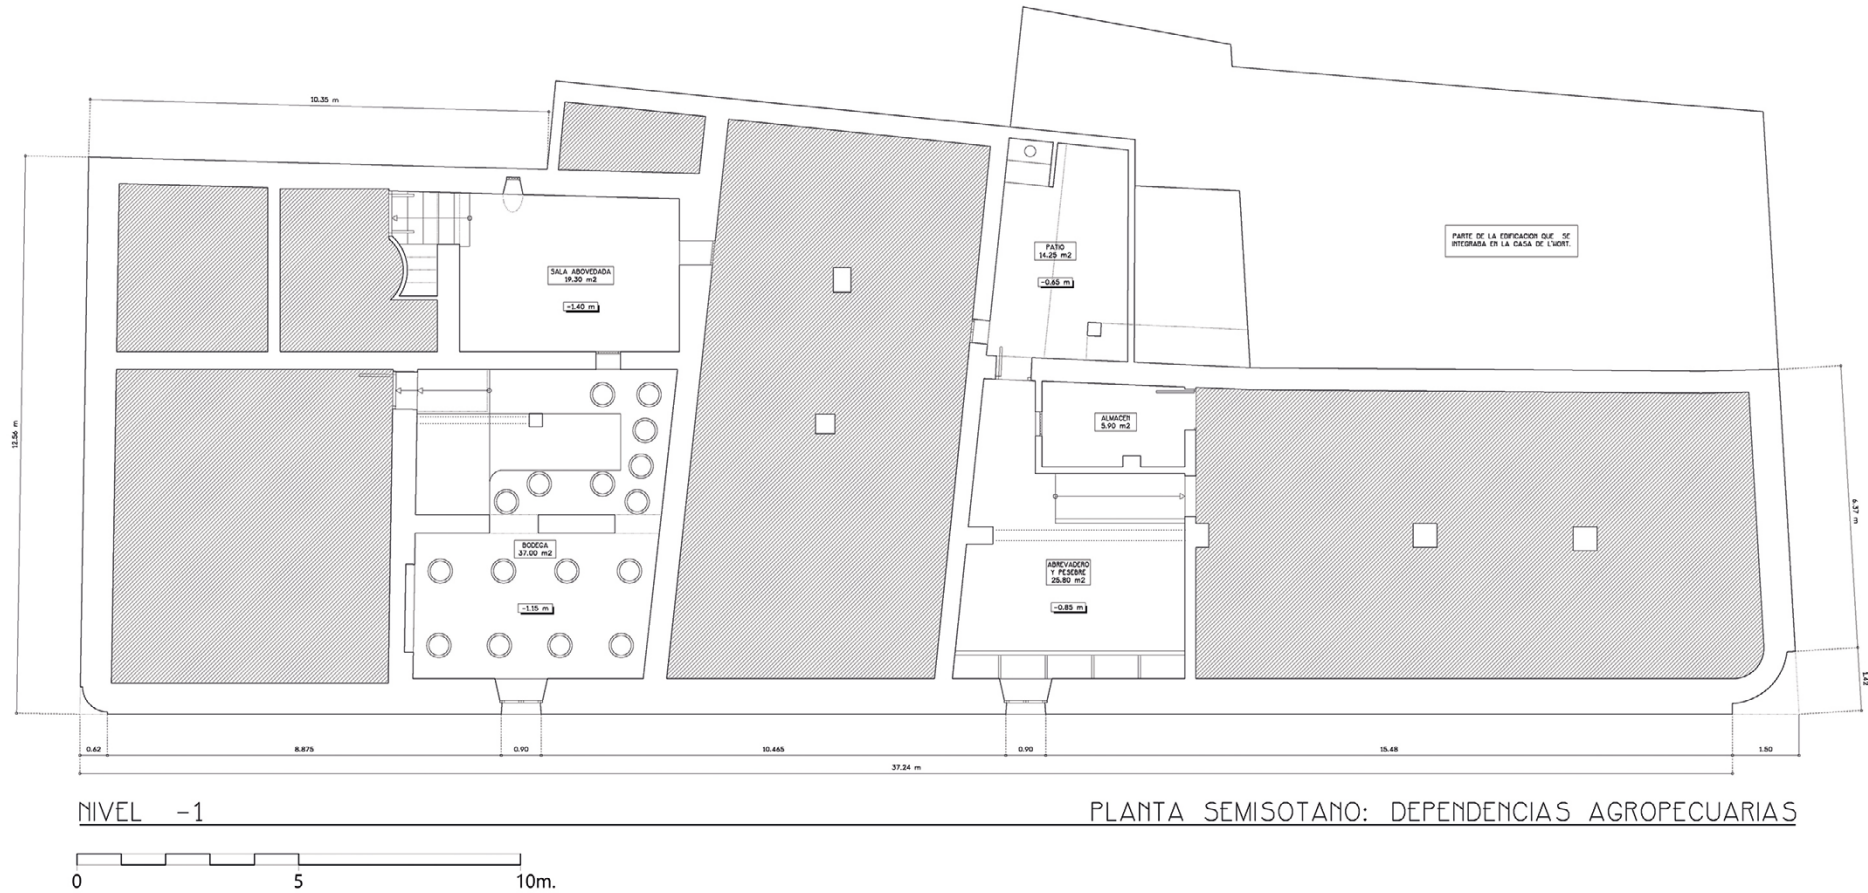 10.35 m
PARTE DE LA EDIFICACION QUE SE
INTEGRABA EN LA CASA DE L'HORT.
PATIO
14.25 m2
-0.65 m
SALA ABOVEDADA
19.30 m2
-1.40 m
12.56 m
ALMACEN
5.90 m2
6.37 m
BODEGA
37.00 m2
-1.15 m
ABREVADERO
Y PESEBRE
25.80 m2
-0.85 m
1.42
0.62 8.875 0.90 10.465 0.90 15.48 1.50
37.24 m
NIVEL -1
PLANTA SEMISOTANO: DEPENDENCIAS AGROPECUARIAS
0 5 10m.